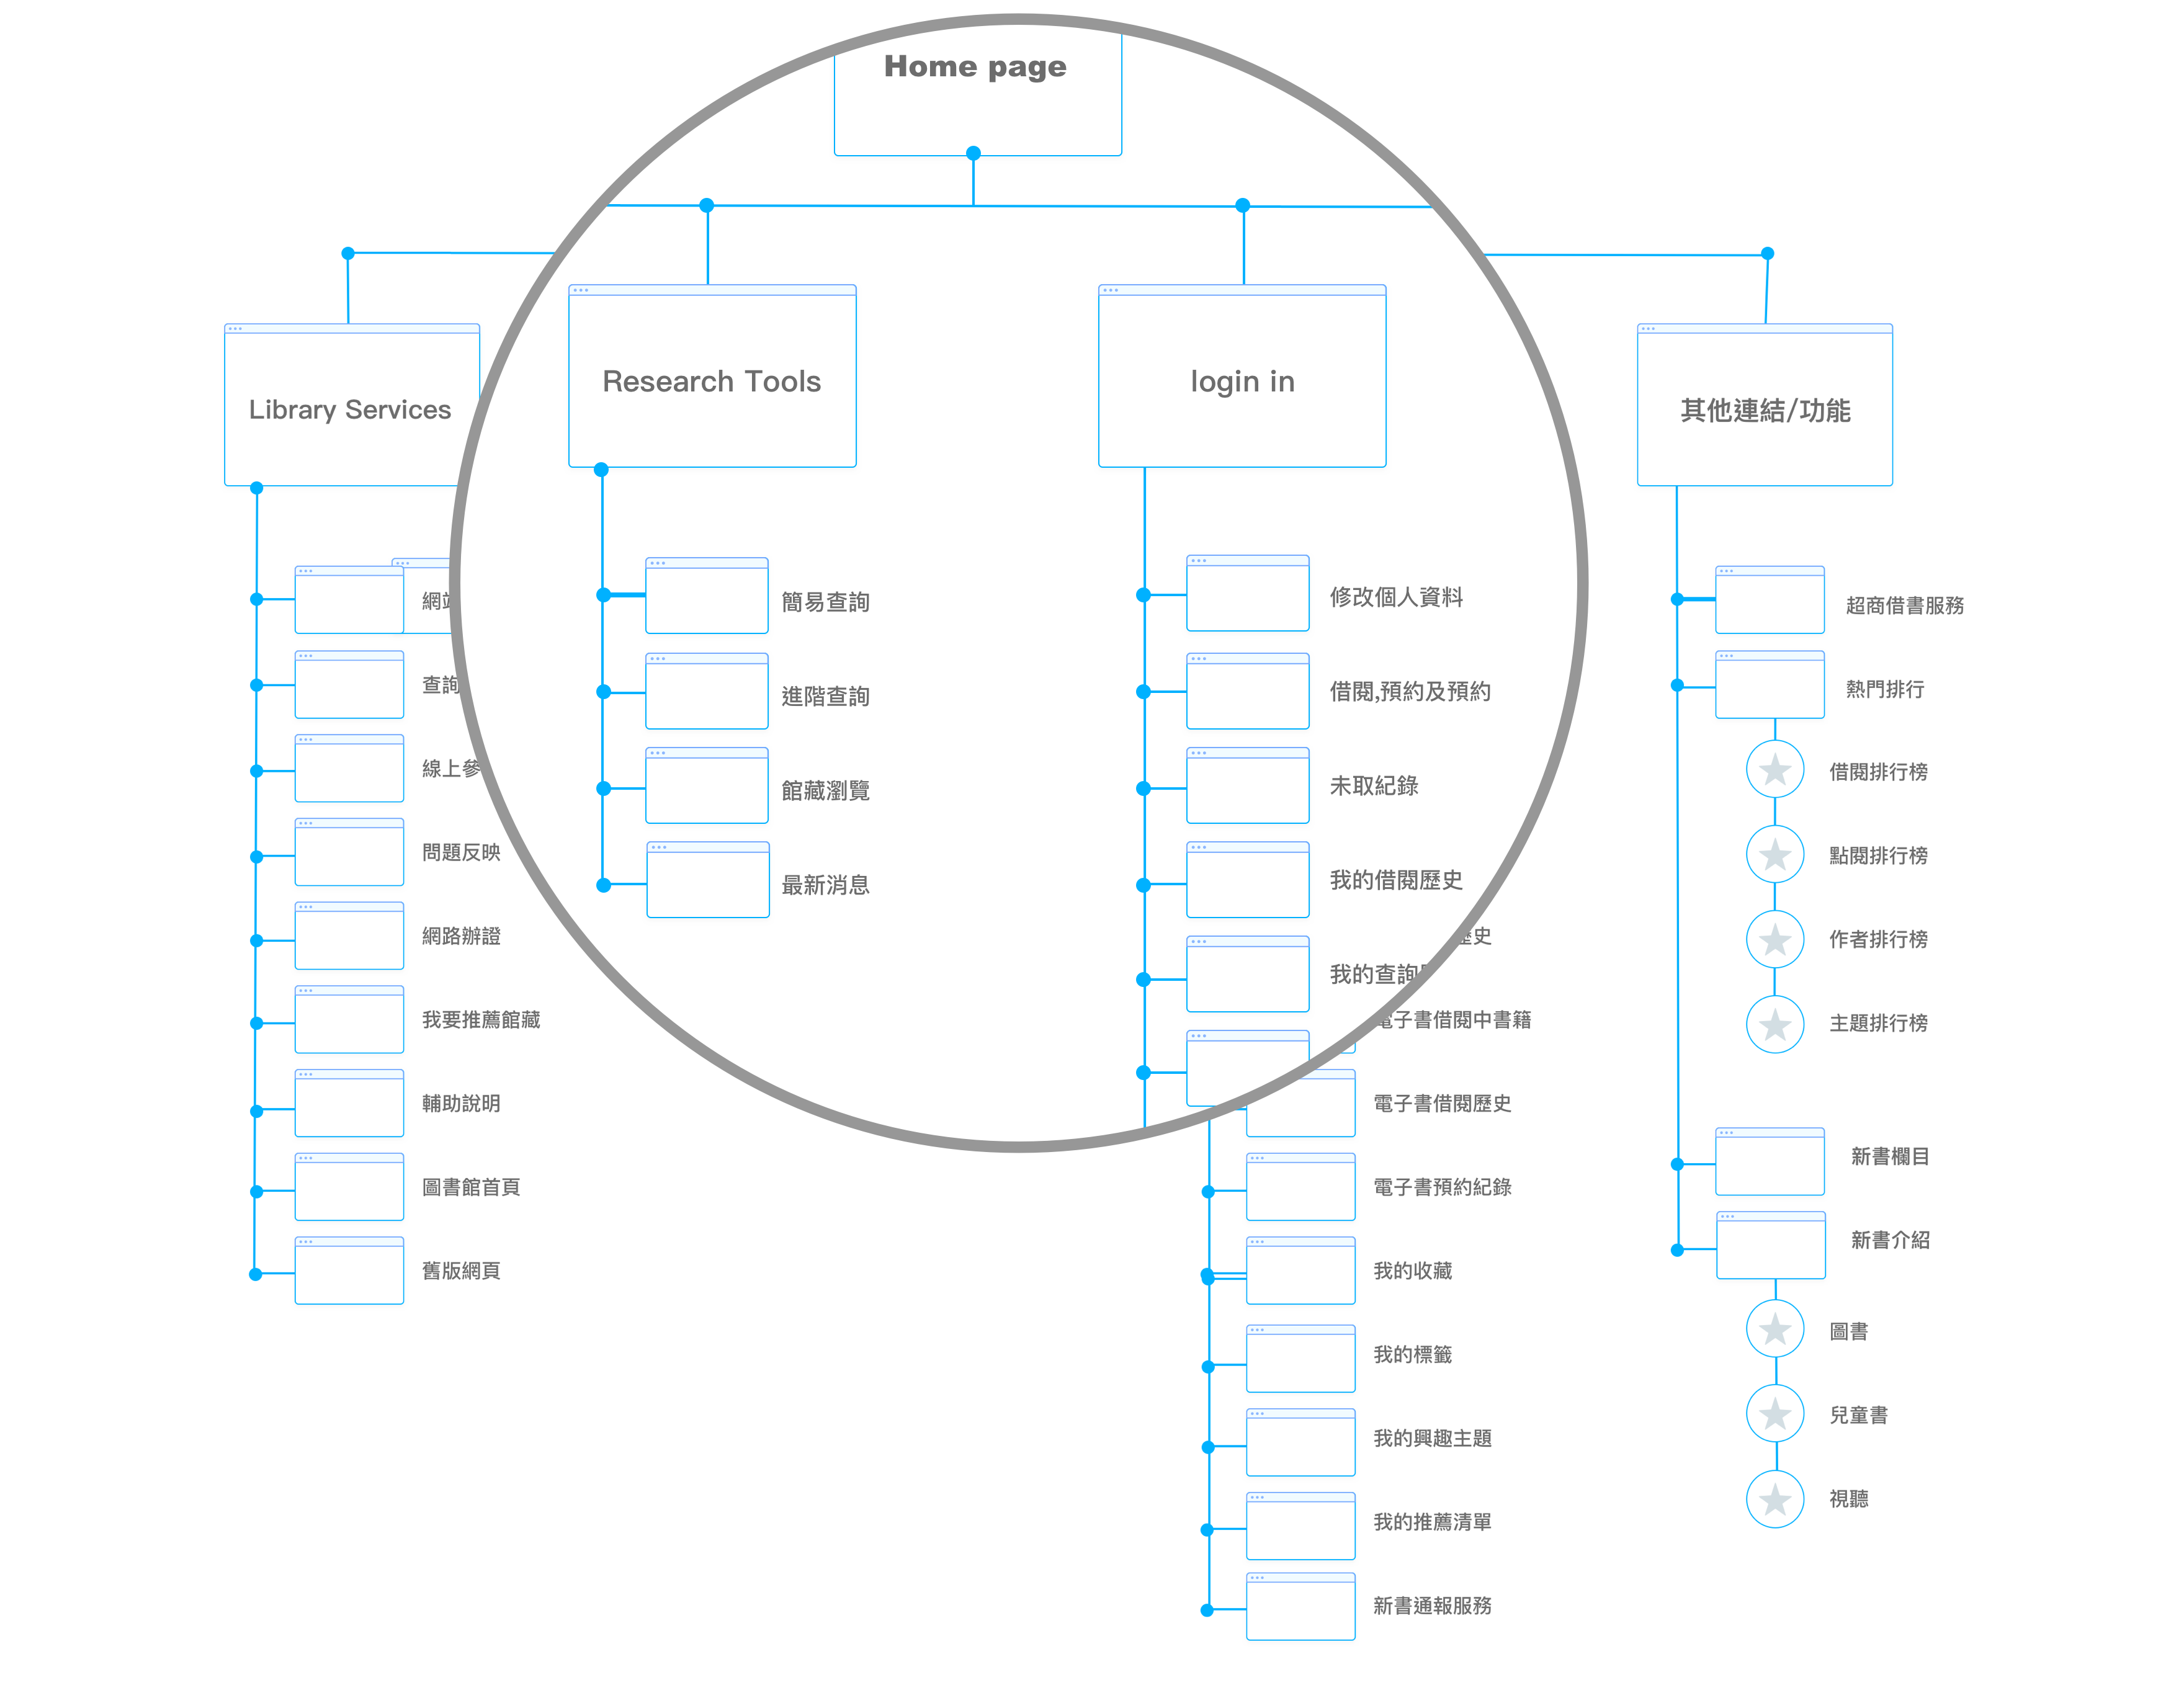 Home page
Library Services
網站
查詢
線上參
問題反映
網路辦證
我要推薦館藏
輔助說明
圖書館首頁
舊版網頁
Research Tools
簡易查詢
進階查詢
館藏瀏覽
最新消息
login in
修改個人資料
借閱,預約及預約
未取紀錄
我的借閱歷史
我的查詢
歷史
電子書借閱中書籍
電子書借閱歷史
電子書預約紀錄
我的收藏
我的標籤
我的興趣主題
我的推薦清單
新書通報服務
其他連結/功能
超商借書服務
熱門排行
借閱排行榜
點閱排行榜
作者排行榜
主題排行榜
新書欄目
新書介紹
圖書
兒童書
視聽